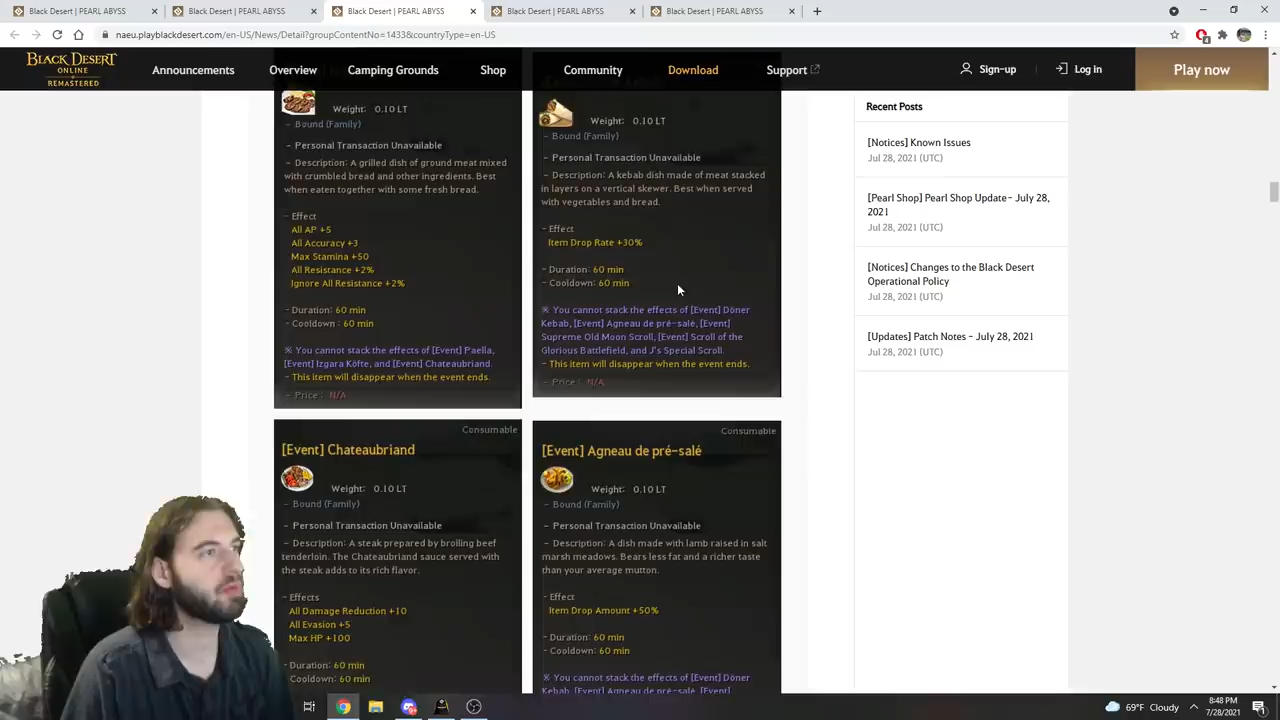 Black Desert | PEARL ABYSS
Black Desert | PEARL ABYSS
Black Desert | PEARL ABYSS
Black Desert | PEARL ABYSS
Black Desert | PEARL ABYSS
naeu.playblackdesert.com/en-US/News/Detail?groupContentNo=1433&countryType=en-US
BLACK DESERT
ONLINE
REMASTERED
Announcements
Overview
Camping Grounds
Shop
Community
Download
Support
Sign-up
Log in
Play now
Weight: 0.10 LT
- Bound (Family)
- Personal Transaction Unavailable
- Description: A grilled dish of ground meat mixed
with crumbled bread and other ingredients. Best
when eaten together with some fresh bread.
- Effect
All AP +5
All Accuracy +3
Max Stamina +50
All Resistance +2%
Ignore All Resistance +2%
- Duration: 60 min
- Cooldown : 60 min
※ You cannot stack the effects of [Event] Paella,
[Event] Izgara Köfte, and [Event] Chateaubriand.
- This item will disappear when the event ends.
- Price : N/A
Weight: 0.10 LT
- Bound (Family)
- Personal Transaction Unavailable
- Description: A kebab dish made of meat stacked
in layers on a vertical skewer. Best when served
with vegetables and bread.
- Effect
Item Drop Rate +30%
- Duration: 60 min
- Cooldown: 60 min
※ You cannot stack the effects of [Event] Döner
Kebab, [Event] Agneau de pré-salé, [Event]
Supreme Old Moon Scroll, [Event] Scroll of the
Glorious Battlefield, and J's Special Scroll.
- This item will disappear when the event ends.
- Price : N/A
Consumable
[Event] Chateaubriand
Weight: 0.10 LT
- Bound (Family)
- Personal Transaction Unavailable
- Description: A steak prepared by broiling beef
tenderloin. The Chateaubriand sauce served with
the steak adds to its rich flavor.
- Effects
All Damage Reduction +10
All Evasion +5
Max HP +100
- Duration: 60 min
Cooldown: 60 min
Consumable
[Event] Agneau de pré-salé
Weight: 0.10 LT
- Bound (Family)
- Personal Transaction Unavailable
- Description: A dish made with lamb raised in salt
marsh meadows. Bears less fat and a richer taste
than your average mutton.
- Effect
Item Drop Amount +50%
- Duration: 60 min
- Cooldown: 60 min
※ You cannot stack the effects of [Event] Döner
Kebab, [Event] Agneau de pré-salé, [Event]
Recent Posts
[Notices] Known Issues
Jul 28, 2021 (UTC)
[Pearl Shop] Pearl Shop Update - July 28,
2021
Jul 28, 2021 (UTC)
[Notices] Changes to the Black Desert
Operational Policy
Jul 28, 2021 (UTC)
[Updates] Patch Notes - July 28, 2021
Jul 28, 2021 (UTC)
69°F Cloudy
8:48 PM
7/28/2021